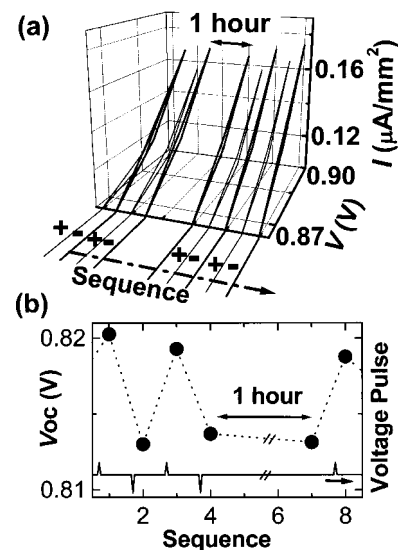 (a)
1 hour
0.16
0.12
I (μA/mm²)
0.90
0.87
V (V)
+ - + -
+ - + -
Sequence
(b)
0.82
0.81
Voc (V)
1 hour
Voltage Pulse
2
4
6
8
Sequence